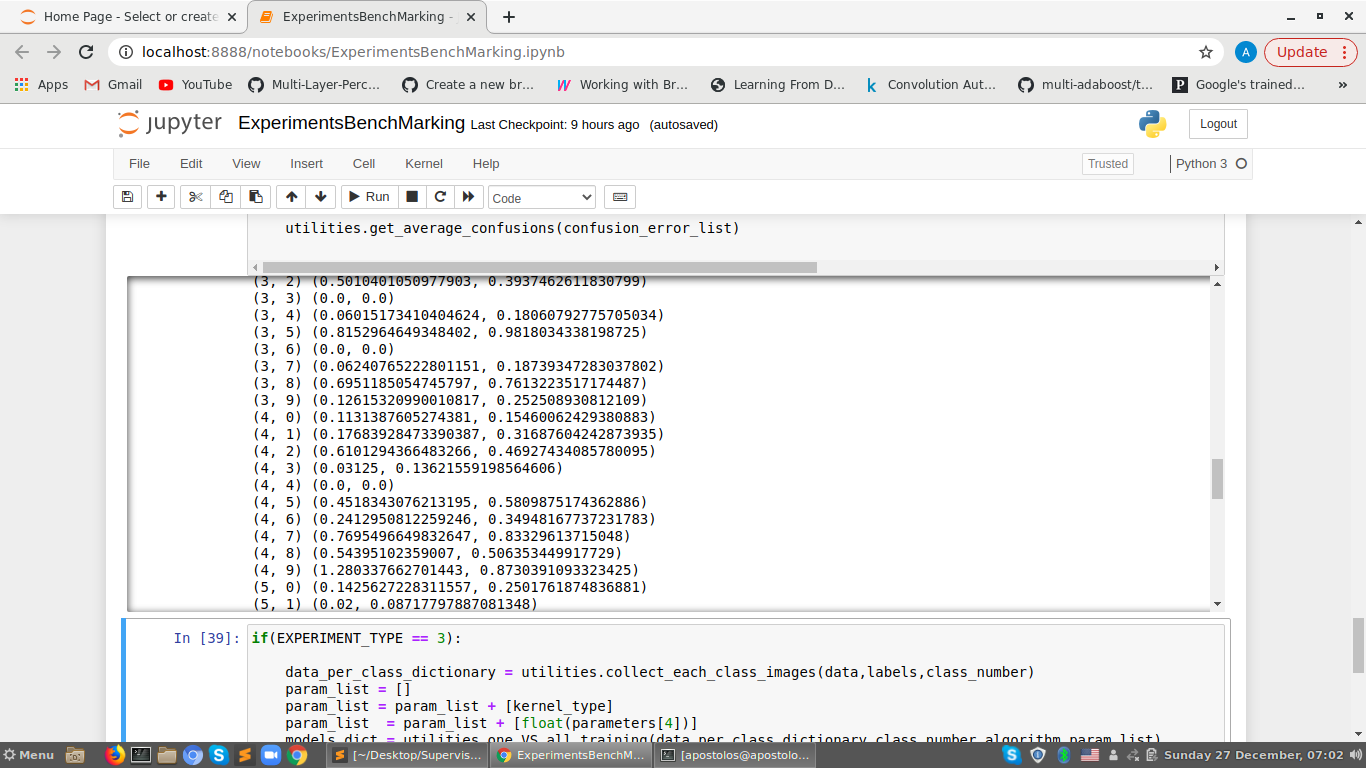 Home Page - Select or create
ExperimentsBenchMarking -
localhost:8888/notebooks/ExperimentsBenchMarking.ipynb
A
Update
Apps
Gmail
YouTube
Multi-Layer-Perc...
Create a new br...
Working with Br...
Learning From D...
Convolution Aut...
multi-adaboost/t...
Google's trained...
»
jupyter
ExperimentsBenchMarking Last Checkpoint: 9 hours ago (autosaved)
Logout
File Edit View Insert Cell Kernel Help
Trusted
Python 3
Run
Code
utilities.get_average_confusions(confusion_error_list)
(3, 2) (0.5010401050977903, 0.3937462611830799)
(3, 3) (0.0, 0.0)
(3, 4) (0.06015173410404624, 0.18060792775705034)
(3, 5) (0.8152964649348402, 0.9818034338198725)
(3, 6) (0.0, 0.0)
(3, 7) (0.06240765222801151, 0.18739347283037802)
(3, 8) (0.6951185054745797, 0.7613223517174487)
(3, 9) (0.12615320990010817, 0.252508930812109)
(4, 0) (0.1131387605274381, 0.15460062429380883)
(4, 1) (0.17683928473390387, 0.31687604242873935)
(4, 2) (0.6101294366483266, 0.46927434085780095)
(4, 3) (0.03125, 0.13621559198564606)
(4, 4) (0.0, 0.0)
(4, 5) (0.4518343076213195, 0.5809875174362886)
(4, 6) (0.2412950812259246, 0.34948167737231783)
(4, 7) (0.7695496649832647, 0.83329613715048)
(4, 8) (0.54395102359007, 0.506353449917729)
(4, 9) (1.280337662701443, 0.8730391093323425)
(5, 0) (0.1425627228311557, 0.2501761874836881)
(5, 1) (0.02, 0.08717797887081348)
In [39]: if(EXPERIMENT_TYPE == 3):
data_per_class_dictionary = utilities.collect_each_class_images(data,labels,class_number)
param_list = []
param_list = param_list + [kernel_type]
param_list  = param_list + [float(parameters[4])]
models_dict = utilities.one_VS_all_training(data_per_class_dictionary,class_number,algorithm,param_list)
Menu
[~/Desktop/Supervis...
ExperimentsBenchM...
[apostolos@apostolo...
Sunday 27 December, 07:02